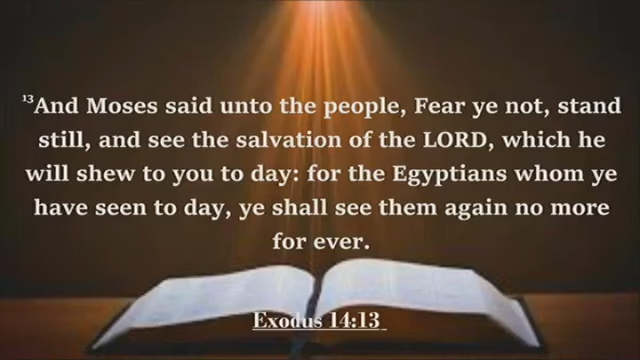 ¹³And Moses said unto the people, Fear ye not, stand
still, and see the salvation of the LORD, which he
will shew to you to day: for the Egyptians whom ye
have seen to day, ye shall see them again no more
for ever.
Exodus 14:13